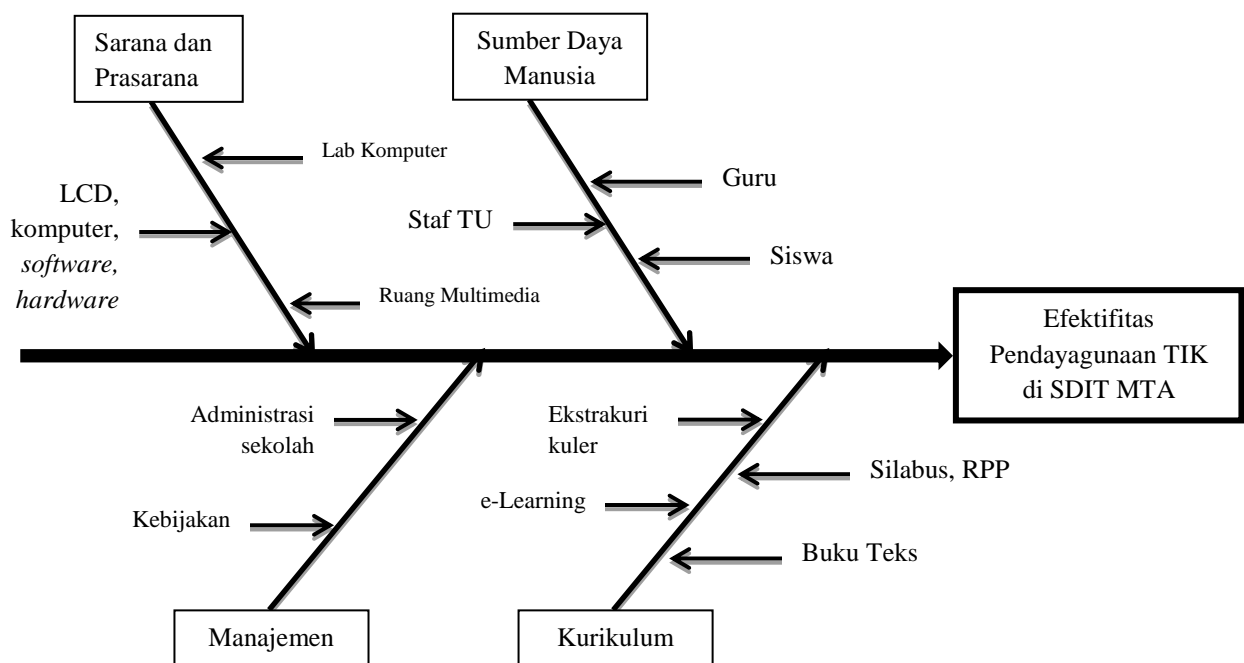 Sarana dan
Prasarana
Sumber Daya
Manusia
Lab Komputer
LCD,
komputer,
software,
hardware
Ruang Multimedia
Guru
Staf TU
Siswa
Efektifitas
Pendayagunaan TIK
di SDIT MTA
Administrasi
sekolah
Kebijakan
Ekstrakuri
kuler
Silabus, RPP
e-Learning
Buku Teks
Manajemen
Kurikulum